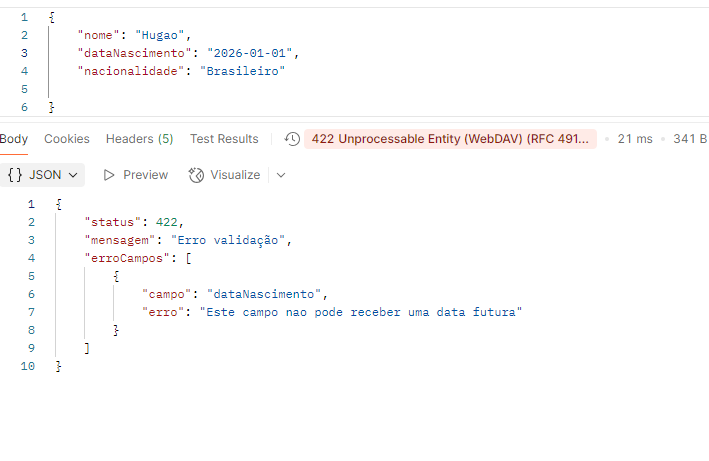 1 {
2 "nome": "Hugao",
3 "dataNascimento": "2026-01-01",
4 "nacionalidade": "Brasileiro"
5
6 }
Body Cookies Headers (5) Test Results 422 Unprocessable Entity (WebDAV) (RFC 491... • 21 ms • 341 B
{} JSON Preview Visualize
1 {
2 "status": 422,
3 "mensagem": "Erro validação",
4 "erroCampos": [
5 {
6 "campo": "dataNascimento",
7 "erro": "Este campo nao pode receber uma data futura"
8 }
9 ]
10 }